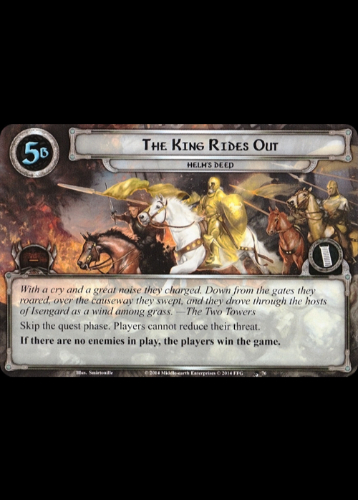 5B
THE KING RIDES OUT
HELM'S DEEP
With a cry and a great noise they charged. Down from the gates they
roared, over the causeway they swept, and they drove through the hosts
of Isengard as a wind among grass. —The Two Towers
Skip the quest phase. Players cannot reduce their threat.
If there are no enemies in play, the players win the game.
Illus. Smirtouille
© 2014 Middle-earth Enterprises © 2014 FFG